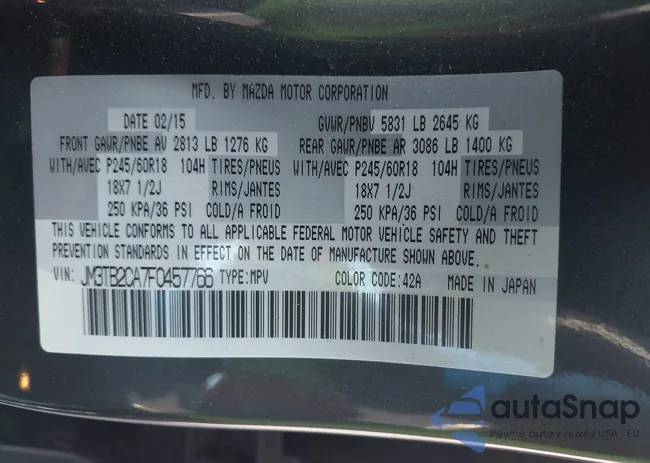 MFD. BY MAZDA MOTOR CORPORATION
DATE 02/15 GVWR/PNBV 5831 LB 2645 KG
FRONT GAWR/PNBE AV 2813 LB 1276 KG REAR GAWR/PNBE AR 3086 LB 1400 KG
WITH/AVEC P245/60R18 104H TIRES/PNEUS WITH/AVEC P245/60R18 104H TIRES/PNEUS
18X7 1/2J RIMS/JANTES 18X7 1/2J RIMS/JANTES
250 KPA/36 PSI COLD/A FROID 250 KPA/36 PSI COLD/A FROID
THIS VEHICLE CONFORMS TO ALL APPLICABLE FEDERAL MOTOR VEHICLE SAFETY AND THEFT
PREVENTION STANDARDS IN EFFECT ON THE DATE OF MANUFACTURE SHOWN ABOVE.
VIN: JM3TB2CA7F0457766 TYPE:MPV COLOR CODE:42A MADE IN JAPAN
autaSnap
Pewne auta z aukcji USA - EU